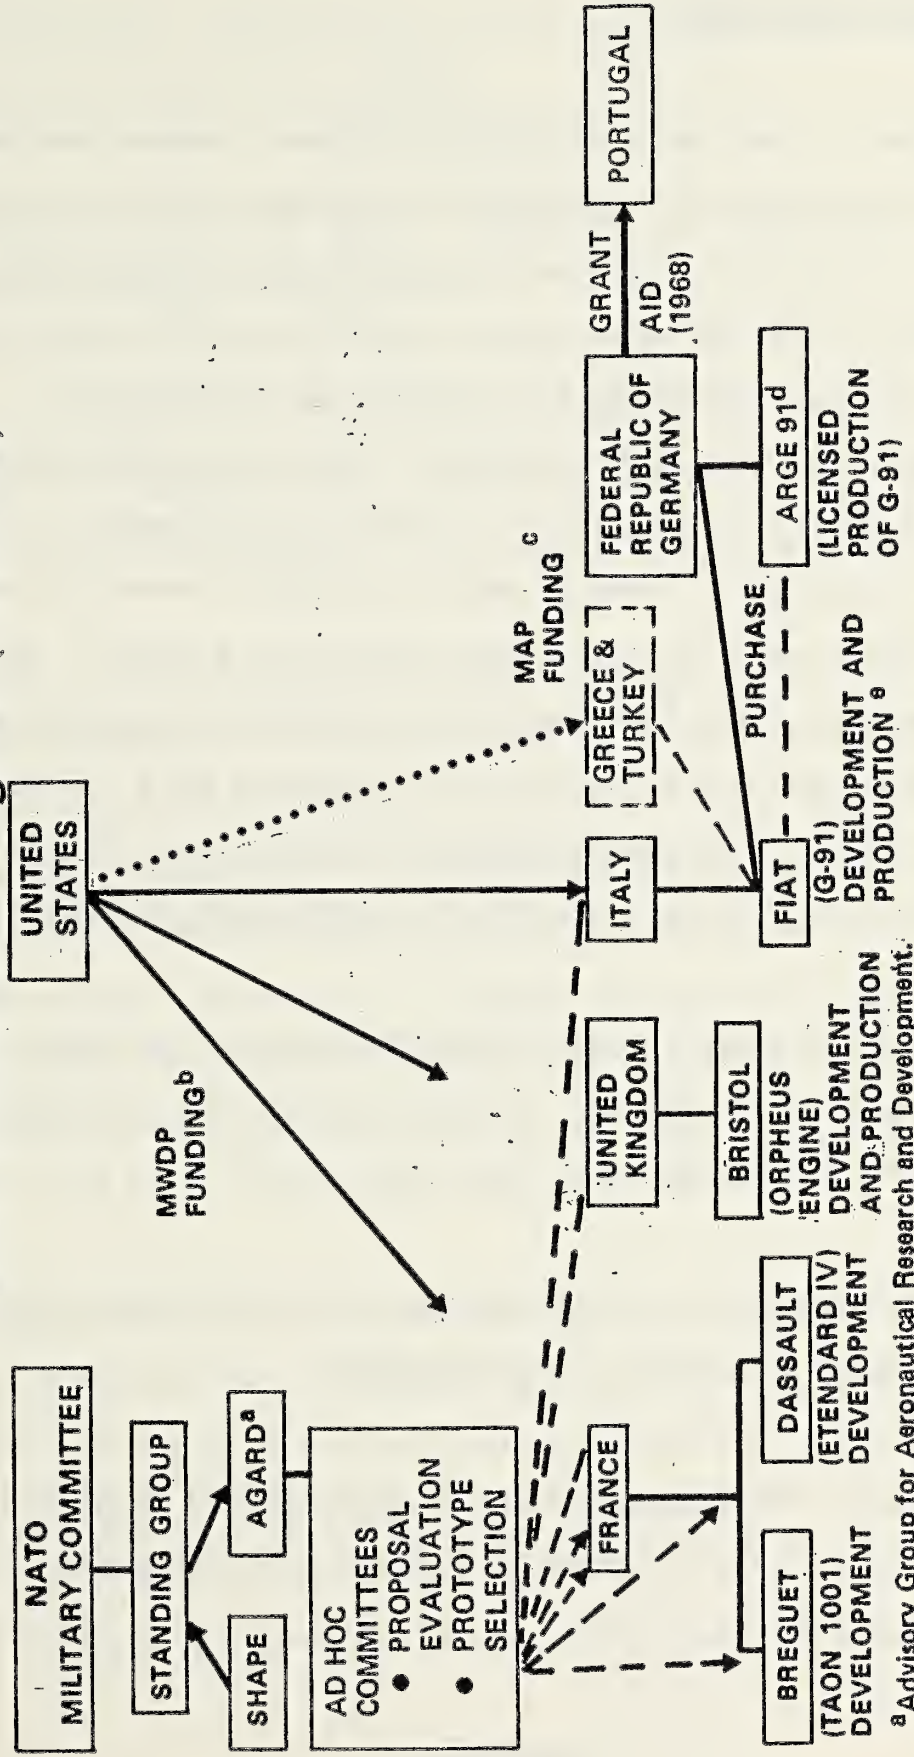 NATO
MILITARY COMMITTEE
STANDING GROUP
SHAPE
AGARDa
AD HOC
COMMITTEES
● PROPOSAL
EVALUATION
● PROTOTYPE
SELECTION
UNITED
STATES
MWDP
FUNDINGb
MAP
FUNDING c
FRANCE
UNITED
KINGDOM
ITALY
GREECE &
TURKEY
FEDERAL
REPUBLIC OF
GERMANY
GRANT
AID
(1968)
PORTUGAL
BREGUET
(TAON 1001)
DEVELOPMENT
DASSAULT
(ETENDARD IV)
DEVELOPMENT
BRISTOL
(ORPHEUS
ENGINE)
DEVELOPMENT
AND PRODUCTION
FIAT
(G-91)
DEVELOPMENT AND
PRODUCTION e
PURCHASE
ARGE 91d
(LICENSED
PRODUCTION
OF G-91)
aAdvisory Group for Aeronautical Research and Development.